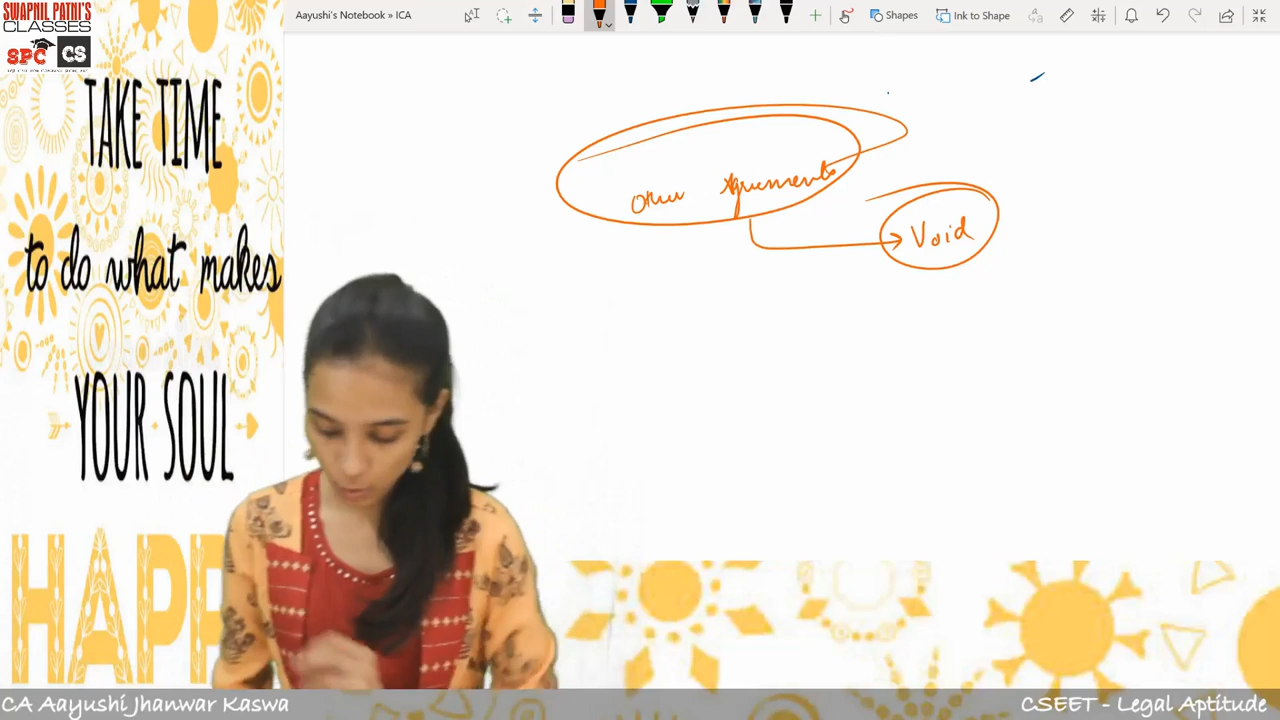 SWAPNIL PATNI'S
CLASSES
SPC CS
Aayushi's Notebook » ICA
Shapes
Ink to Shape
TAKE TIME
to do what makes
YOUR SOUL
HAPP
Other Agreements
Void
CA Aayushi Jhanwar Kaswa
CSEET - Legal Aptitude